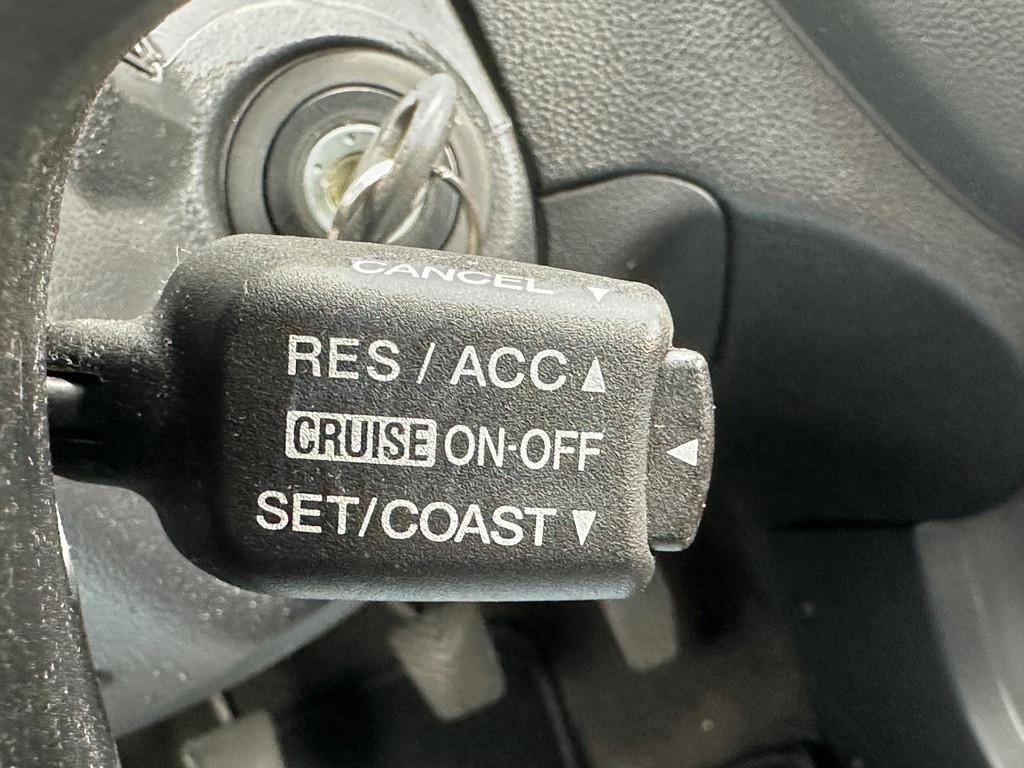 CANCEL ▼
RES / ACC ▲
CRUISE ON-OFF ◀
SET/COAST ▼